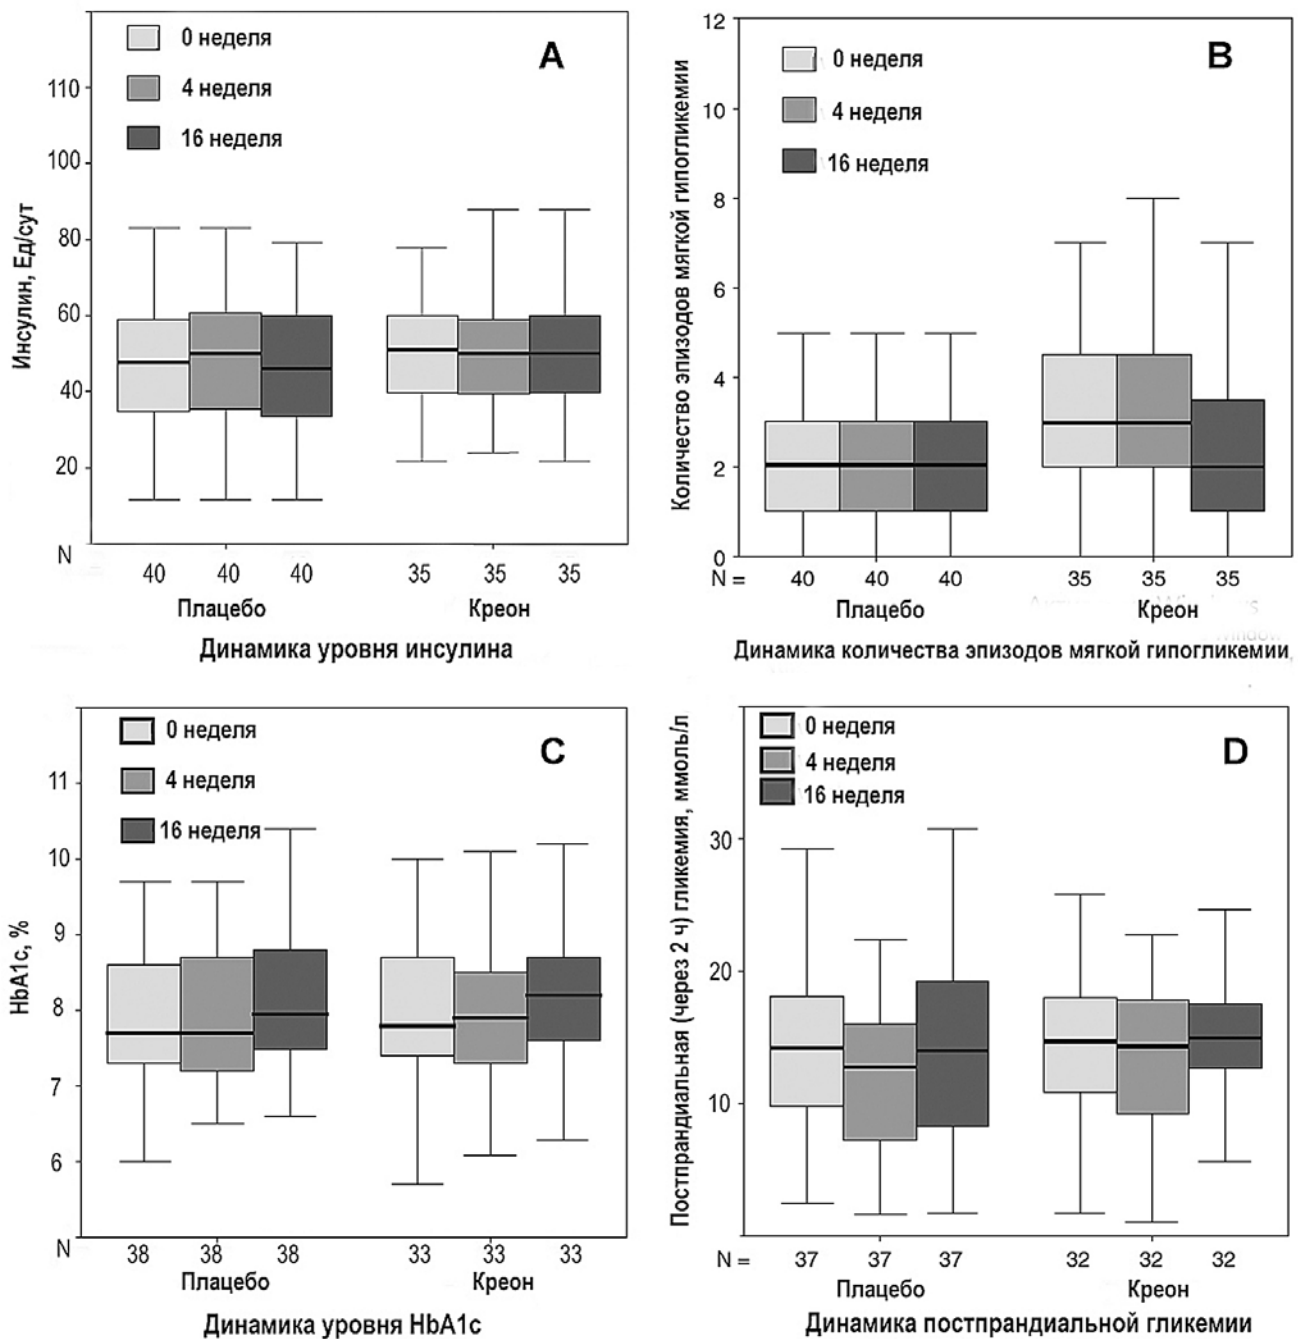 0 неделя
4 неделя
16 неделя
A
110
100
80
60
40
20
Инсулин, Ед/сут
N
40 40 40 35 35 35
Плацебо Креон
Динамика уровня инсулина
0 неделя
4 неделя
16 неделя
B
12
10
8
6
4
2
0
Количество эпизодов мягкой гипогликемии
N = 40 40 40 35 35 35
Плацебо Креон
Динамика количества эпизодов мягкой гипогликемии
0 неделя
4 неделя
16 неделя
C
11
10
9
8
7
6
HbA1c, %
N 38 38 38 33 33 33
Плацебо Креон
Динамика уровня HbA1c
0 неделя
4 неделя
16 неделя
D
30
20
10
Постпрандиальная (через 2 ч) гликемия, ммоль/л
N = 37 37 37 32 32 32
Плацебо Креон
Динамика постпрандиальной гликемии